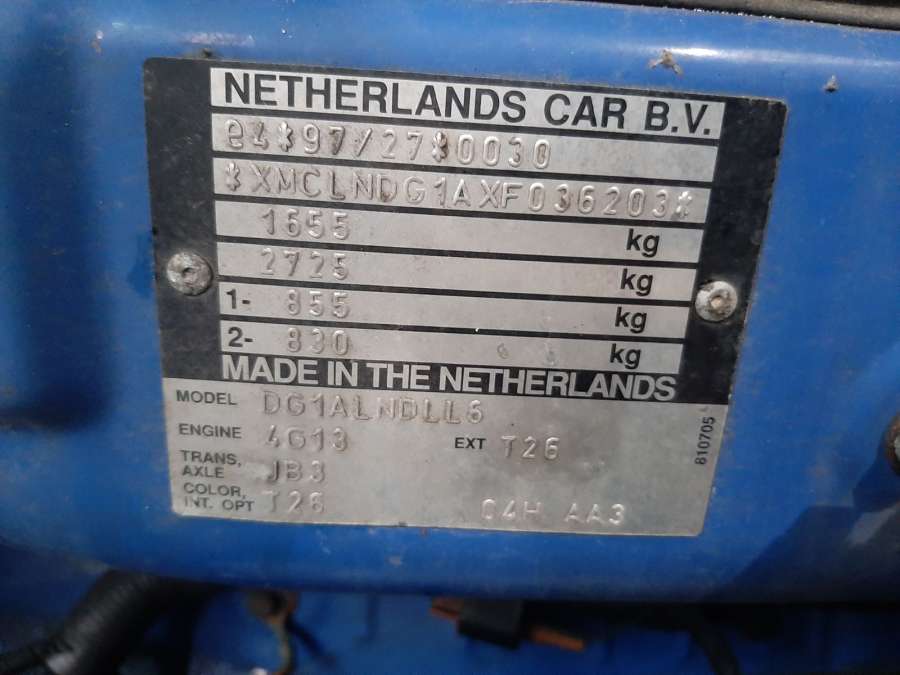 NETHERLANDS CAR B.V.
e4*97/27*0030
*XMCLNDG1AXF036203*
1655 kg
2725 kg
1- 855 kg
2- 830 kg
MADE IN THE NETHERLANDS
MODEL DG1ALNDLL6
ENGINE 4G13 EXT T26
TRANS, AXLE JB3
COLOR, INT. OPT T26 04H AA3
810705